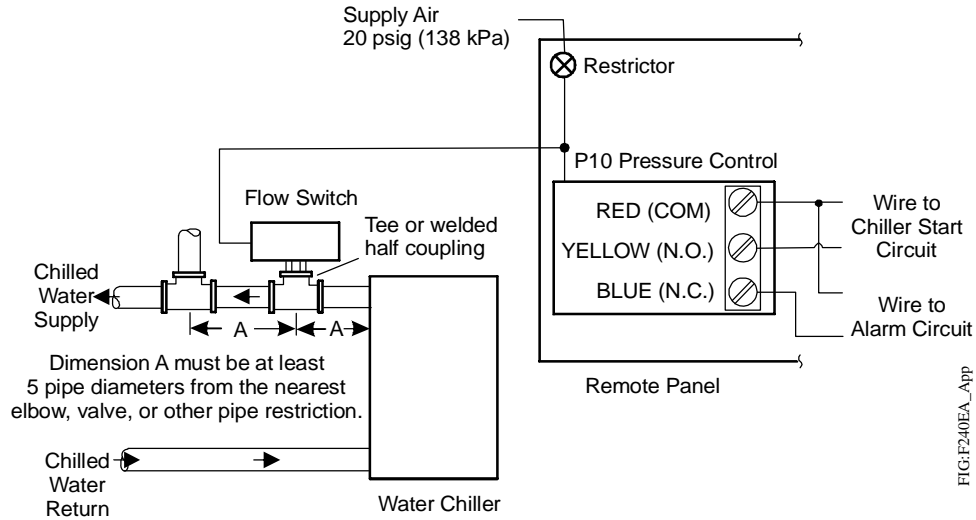 Supply Air
20 psig (138 kPa)
Restrictor
P10 Pressure Control
Flow Switch
Tee or welded
half coupling
RED (COM)
YELLOW (N.O.)
BLUE (N.C.)
Wire to
Chiller Start
Circuit
Wire to
Alarm Circuit
Chilled
Water
Supply
A
A
Dimension A must be at least
5 pipe diameters from the nearest
elbow, valve, or other pipe restriction.
Remote Panel
Chilled
Water
Return
Water Chiller
FIG:F240EA_App